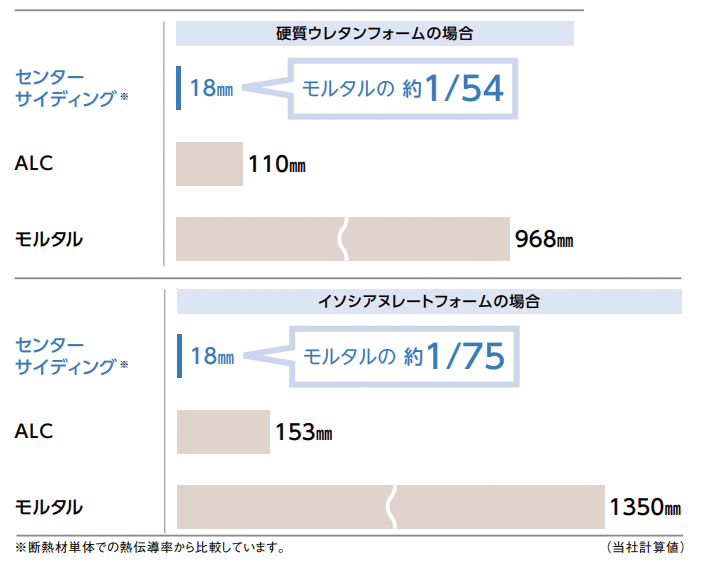 硬質ウレタンフォームの場合
センター
サイディング※
18mm
モルタルの 約1/54
ALC
110mm
モルタル
968mm
イソシアヌレートフォームの場合
センター
サイディング※
18mm
モルタルの 約1/75
ALC
153mm
モルタル
1350mm
※断熱材単体での熱伝導率から比較しています。
（当社計算値）